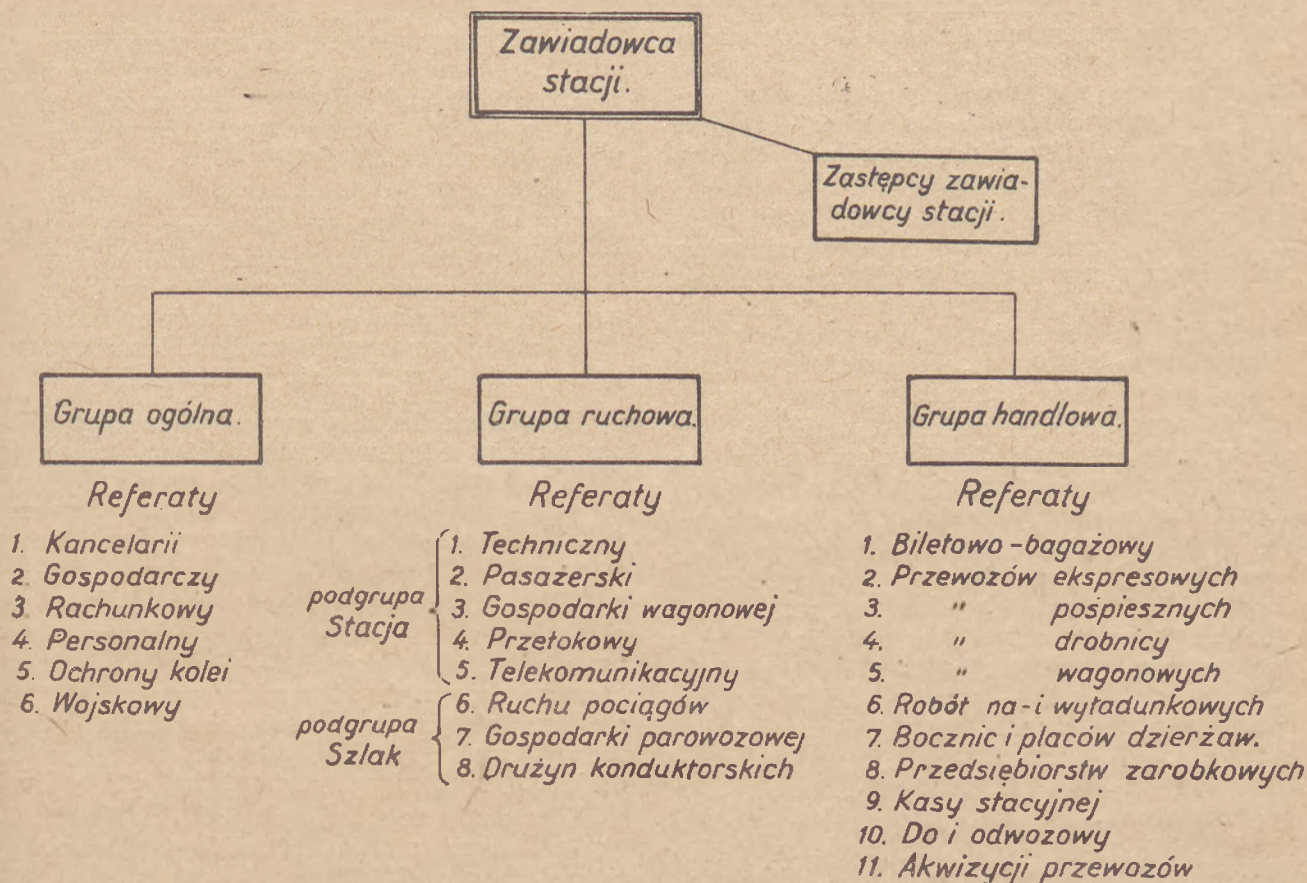 Zawiadowca
stacji.
Zastępcy zawia-
dowcy stacji.
Grupa ogólna.
Referaty
1. Kancelarii
2. Gospodarczy
3. Rachunkowy
4. Personalny
5. Ochrony kolei
6. Wojskowy
Grupa ruchowa.
Referaty
podgrupa
Stacja
1. Techniczny
2. Pasazerski
3. Gospodarki wagonowej
4. Przetokowy
5. Telekomunikacyjny
podgrupa
Szlak
6. Ruchu pociągów
7. Gospodarki parowozowej
8. Drużyn konduktorskich
Grupa handlowa.
Referaty
1. Biletowo-bagażowy
2. Przewozów ekspresowych
3. " pośpiesznych
4. " drobnicy
5. " wagonowych
6. Robót na-i wyładunkowych
7. Bocznic i placów dzierżaw.
8. Przedsiębiorstw zarobkowych
9. Kasy stacyjnej
10. Do i odwozowy
11. Akwizycji przewozów